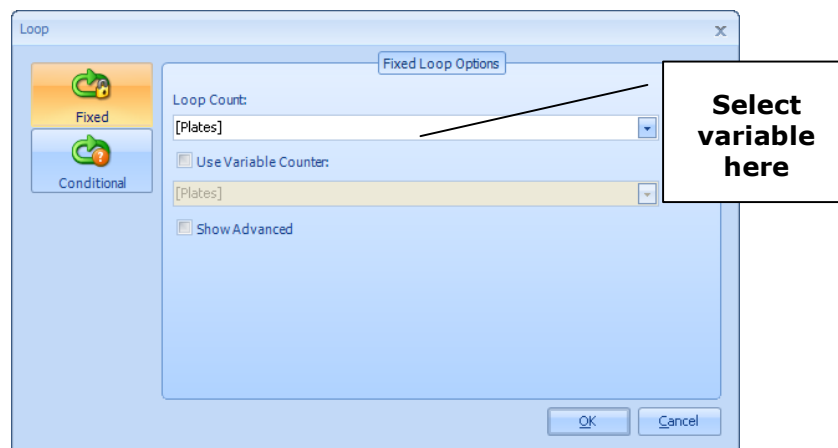 Loop
x
Fixed
Conditional
Fixed Loop Options
Loop Count:
[Plates]
Use Variable Counter:
[Plates]
Show Advanced
OK
Cancel
Select
variable
here